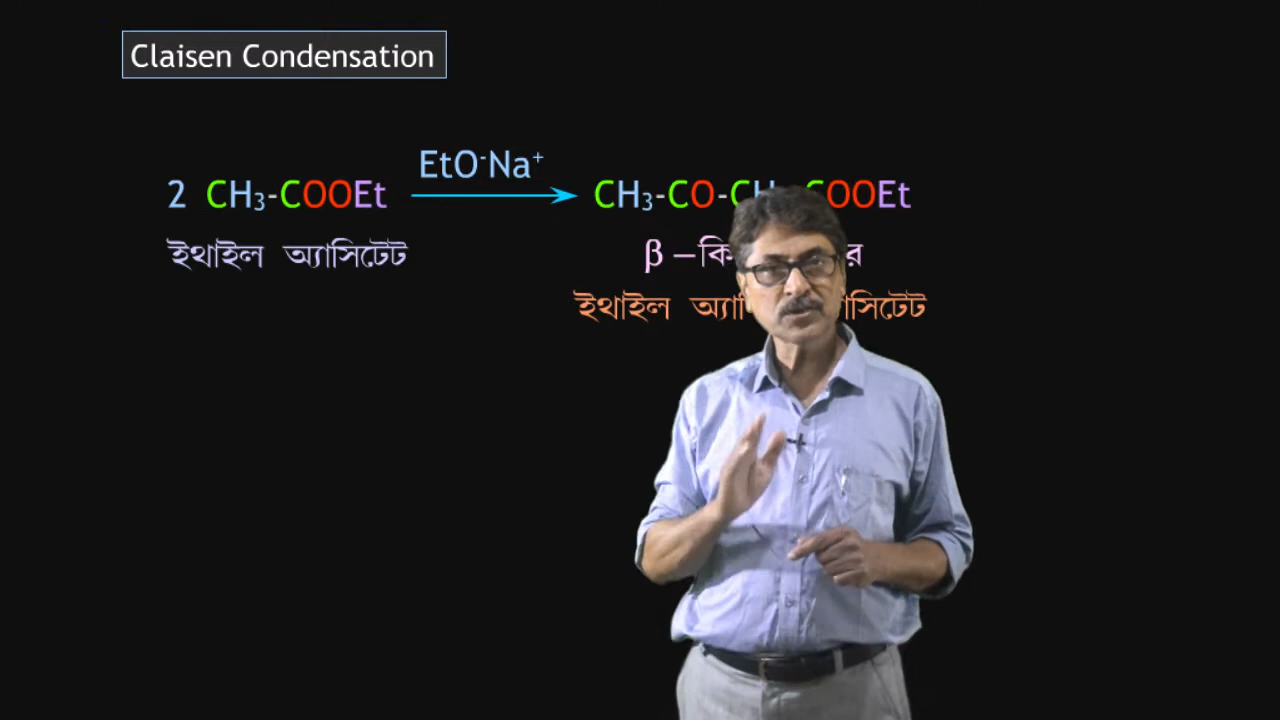 Claisen Condensation
EtO⁻Na⁺
2 CH₃-COOEt CH₃-CO- COOEt
ইথাইল অ্যাসিটেট β –
ইথাইল